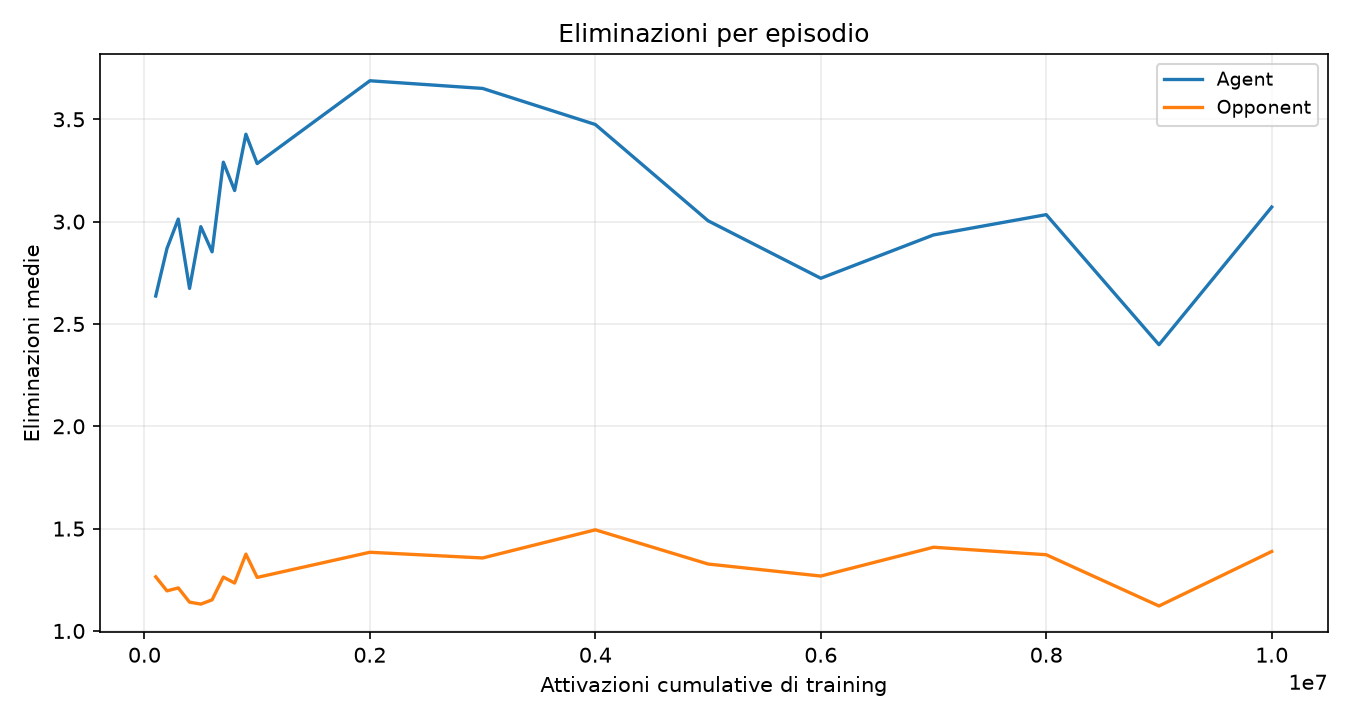 Eliminazioni per episodio
Agent
Opponent
Eliminazioni medie
3.5
3.0
2.5
2.0
1.5
1.0
0.0
0.2
0.4
0.6
0.8
1.0
1e7
Attivazioni cumulative di training